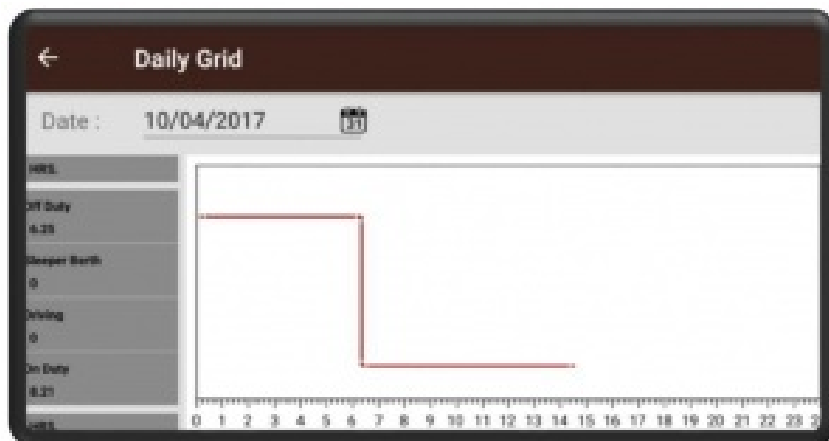 Daily Grid
Date : 10/04/2017
31
HRS.
Off Duty
6.25
Sleeper Berth
0
Driving
0
On Duty
8.21
HRS.
0 1 2 3 4 5 6 7 8 9 10 11 12 13 14 15 16 17 18 19 20 21 22 23